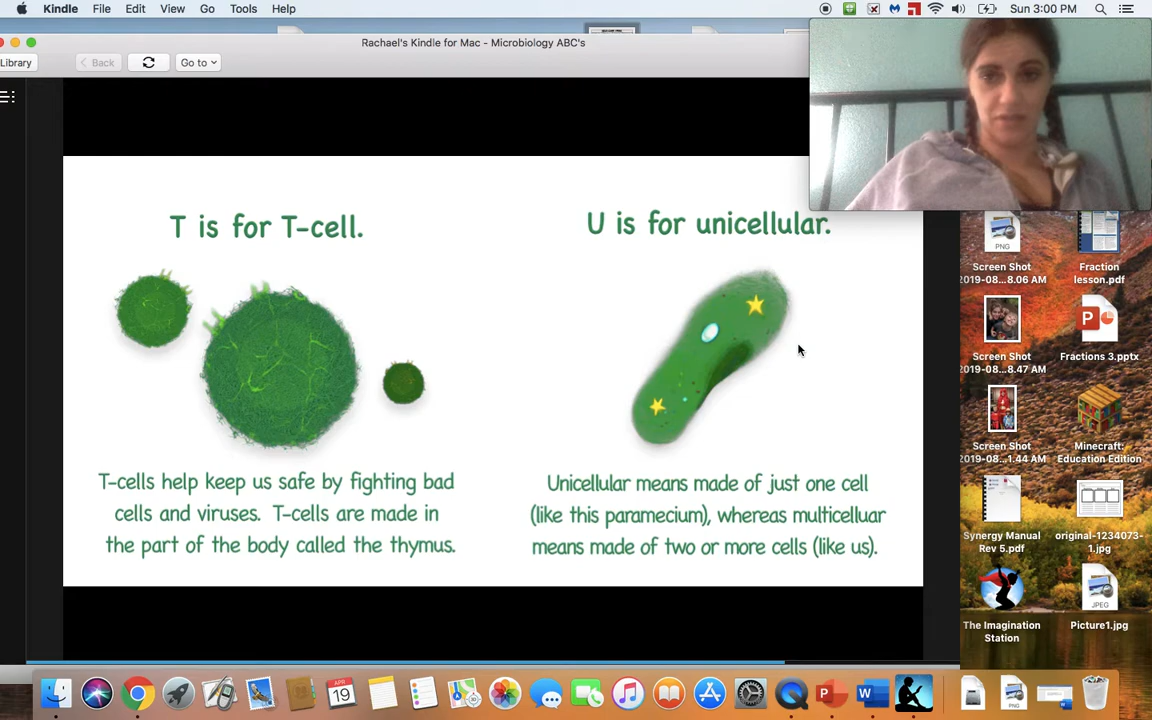 Kindle File Edit View Go Tools Help
Sun 3:00 PM
Rachael's Kindle for Mac - Microbiology ABC's
Library
Back
Go to
T is for T-cell.
T-cells help keep us safe by fighting bad
cells and viruses. T-cells are made in
the part of the body called the thymus.
U is for unicellular.
Unicellular means made of just one cell
(like this paramecium), whereas multicelluar
means made of two or more cells (like us).
PNG
Screen Shot
2019-08...8.06 AM
Fraction
lesson.pdf
Screen Shot
2019-08...8.47 AM
Fractions 3.pptx
Screen Shot
2019-08...1.44 AM
Minecraft:
Education Edition
Synergy Manual
Rev 5.pdf
original-1234073-
1.jpg
The Imagination
Station
JPEG
Picture1.jpg
APR
19